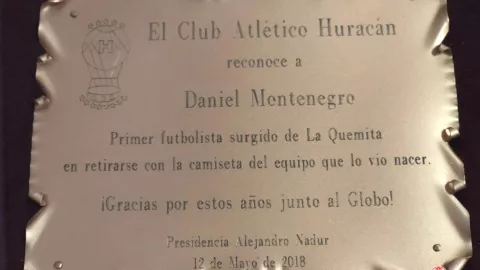 El Club Atlético Huracán
reconoce a
Daniel Montenegro
Primer futbolista surgido de La Quemita
en retirarse con la camiseta del equipo que lo vio nacer.
¡Gracias por estos años junto al Globo!
Presidencia Alejandro Nadur
12 de Mayo de 2018
H